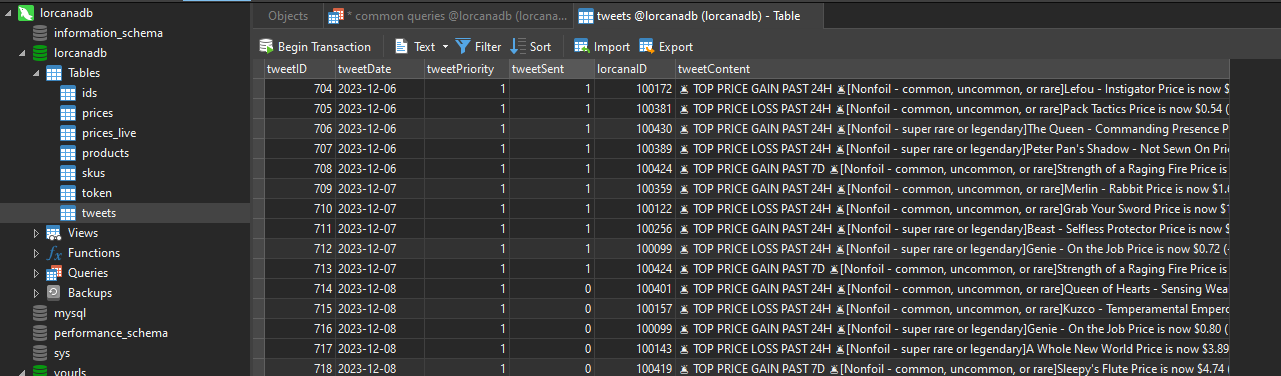 lorcanadb
information_schema
lorcanadb
Tables
ids
prices
prices_live
products
skus
token
tweets
Views
Functions
Queries
Backups
mysql
performance_schema
sys
yourls
Objects * common queries @lorcanadb (lorcana... tweets @lorcanadb (lorcanadb) - Table
Begin Transaction Text Filter Sort Import Export
tweetID tweetDate tweetPriority tweetSent lorcanaID tweetContent
704 2023-12-06 1 1 100172 🚨 TOP PRICE GAIN PAST 24H 🚨[Nonfoil - common, uncommon, or rare]Lefou - Instigator Price is now $
705 2023-12-06 1 1 100381 🚨 TOP PRICE LOSS PAST 24H 🚨[Nonfoil - common, uncommon, or rare]Pack Tactics Price is now $0.54 (
706 2023-12-06 1 1 100430 🚨 TOP PRICE GAIN PAST 24H 🚨[Nonfoil - super rare or legendary]The Queen - Commanding Presence P
707 2023-12-06 1 1 100389 🚨 TOP PRICE LOSS PAST 24H 🚨[Nonfoil - super rare or legendary]Peter Pan's Shadow - Not Sewn On Pri
708 2023-12-06 1 1 100424 🚨 TOP PRICE GAIN PAST 7D 🚨[Nonfoil - common, uncommon, or rare]Strength of a Raging Fire Price is
709 2023-12-07 1 1 100359 🚨 TOP PRICE GAIN PAST 24H 🚨[Nonfoil - common, uncommon, or rare]Merlin - Rabbit Price is now $1.6
710 2023-12-07 1 1 100122 🚨 TOP PRICE LOSS PAST 24H 🚨[Nonfoil - common, uncommon, or rare]Grab Your Sword Price is now $1
711 2023-12-07 1 1 100256 🚨 TOP PRICE GAIN PAST 24H 🚨[Nonfoil - super rare or legendary]Beast - Selfless Protector Price is now $
712 2023-12-07 1 1 100099 🚨 TOP PRICE LOSS PAST 24H 🚨[Nonfoil - super rare or legendary]Genie - On the Job Price is now $0.72 (-
713 2023-12-07 1 1 100424 🚨 TOP PRICE GAIN PAST 7D 🚨[Nonfoil - common, uncommon, or rare]Strength of a Raging Fire Price is
714 2023-12-08 1 0 100401 🚨 TOP PRICE GAIN PAST 24H 🚨[Nonfoil - common, uncommon, or rare]Queen of Hearts - Sensing Wea
715 2023-12-08 1 0 100157 🚨 TOP PRICE LOSS PAST 24H 🚨[Nonfoil - common, uncommon, or rare]Kuzco - Temperamental Empero
716 2023-12-08 1 0 100099 🚨 TOP PRICE GAIN PAST 24H 🚨[Nonfoil - super rare or legendary]Genie - On the Job Price is now $0.80 (
717 2023-12-08 1 0 100143 🚨 TOP PRICE LOSS PAST 24H 🚨[Nonfoil - super rare or legendary]A Whole New World Price is now $3.89
718 2023-12-08 1 0 100419 🚨 TOP PRICE GAIN PAST 7D 🚨[Nonfoil - common, uncommon, or rare]Sleepy's Flute Price is now $4.74 (